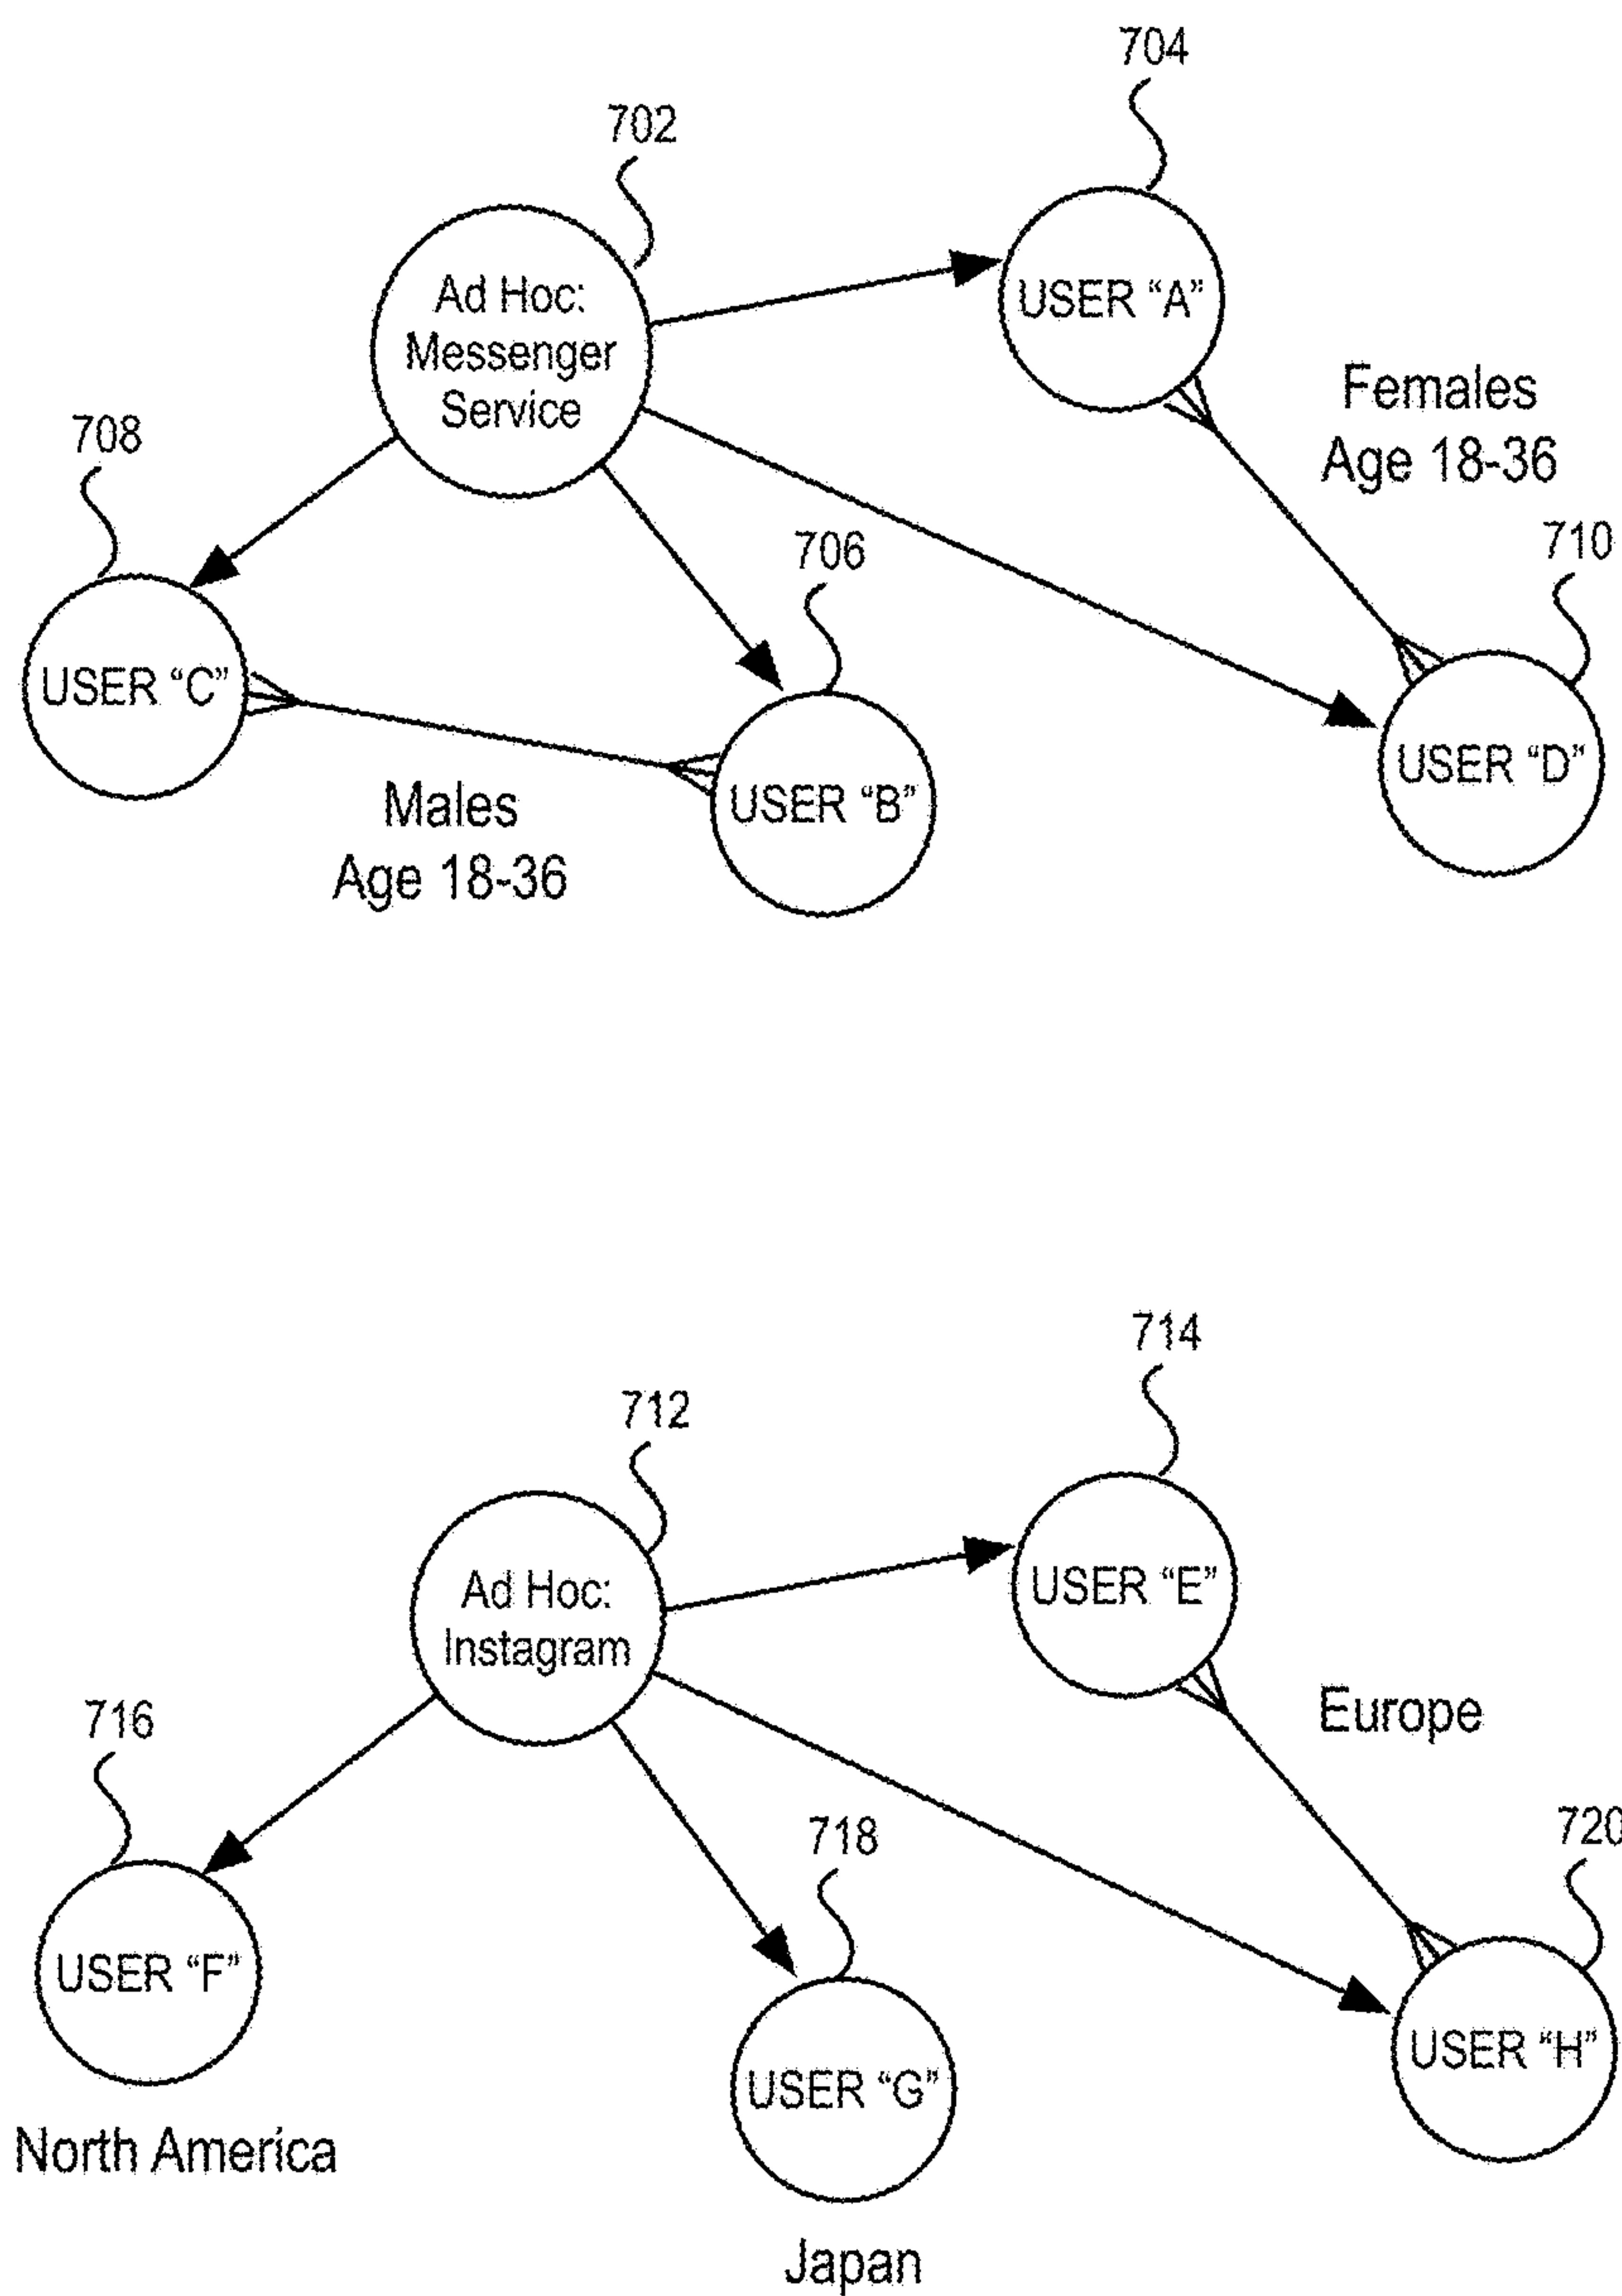 704
702
Ad Hoc:
Messenger
Service
USER “A”
Females
Age 18-36
708
706
710
USER “C”
USER “B”
USER “D”
Males
Age 18-36
714
712
Ad Hoc:
Instagram
USER “E”
716
Europe
718
720
USER “F”
USER “G”
USER “H”
North America
Japan